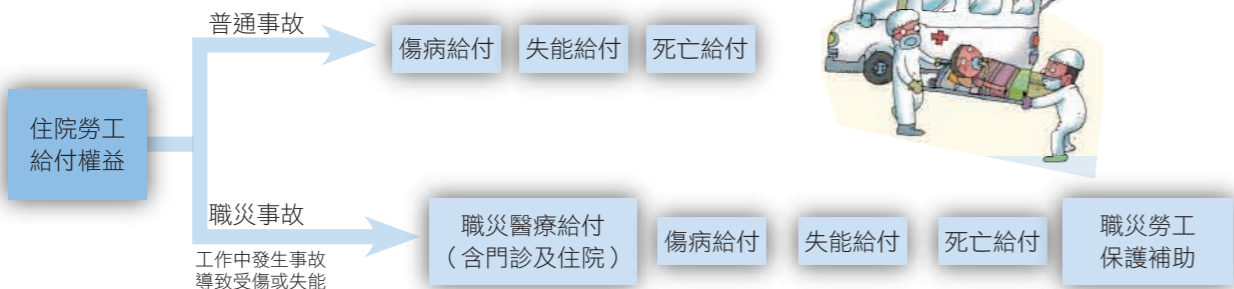 普通事故
傷病給付
失能給付
死亡給付
住院勞工
給付權益
職災事故
工作中發生事故
導致受傷或失能
職災醫療給付
（含門診及住院）
傷病給付
失能給付
死亡給付
職災勞工
保護補助